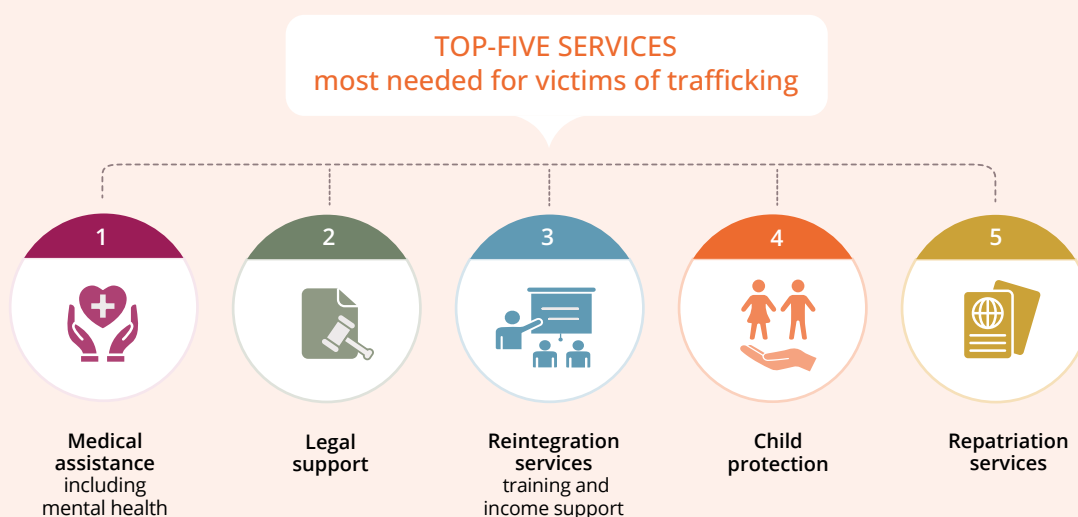 TOP-FIVE SERVICES
most needed for victims of trafficking
1
2
3
4
5
Medical
assistance
including
mental health
Legal
support
Reintegration
services
training and
income support
Child
protection
Repatriation
services